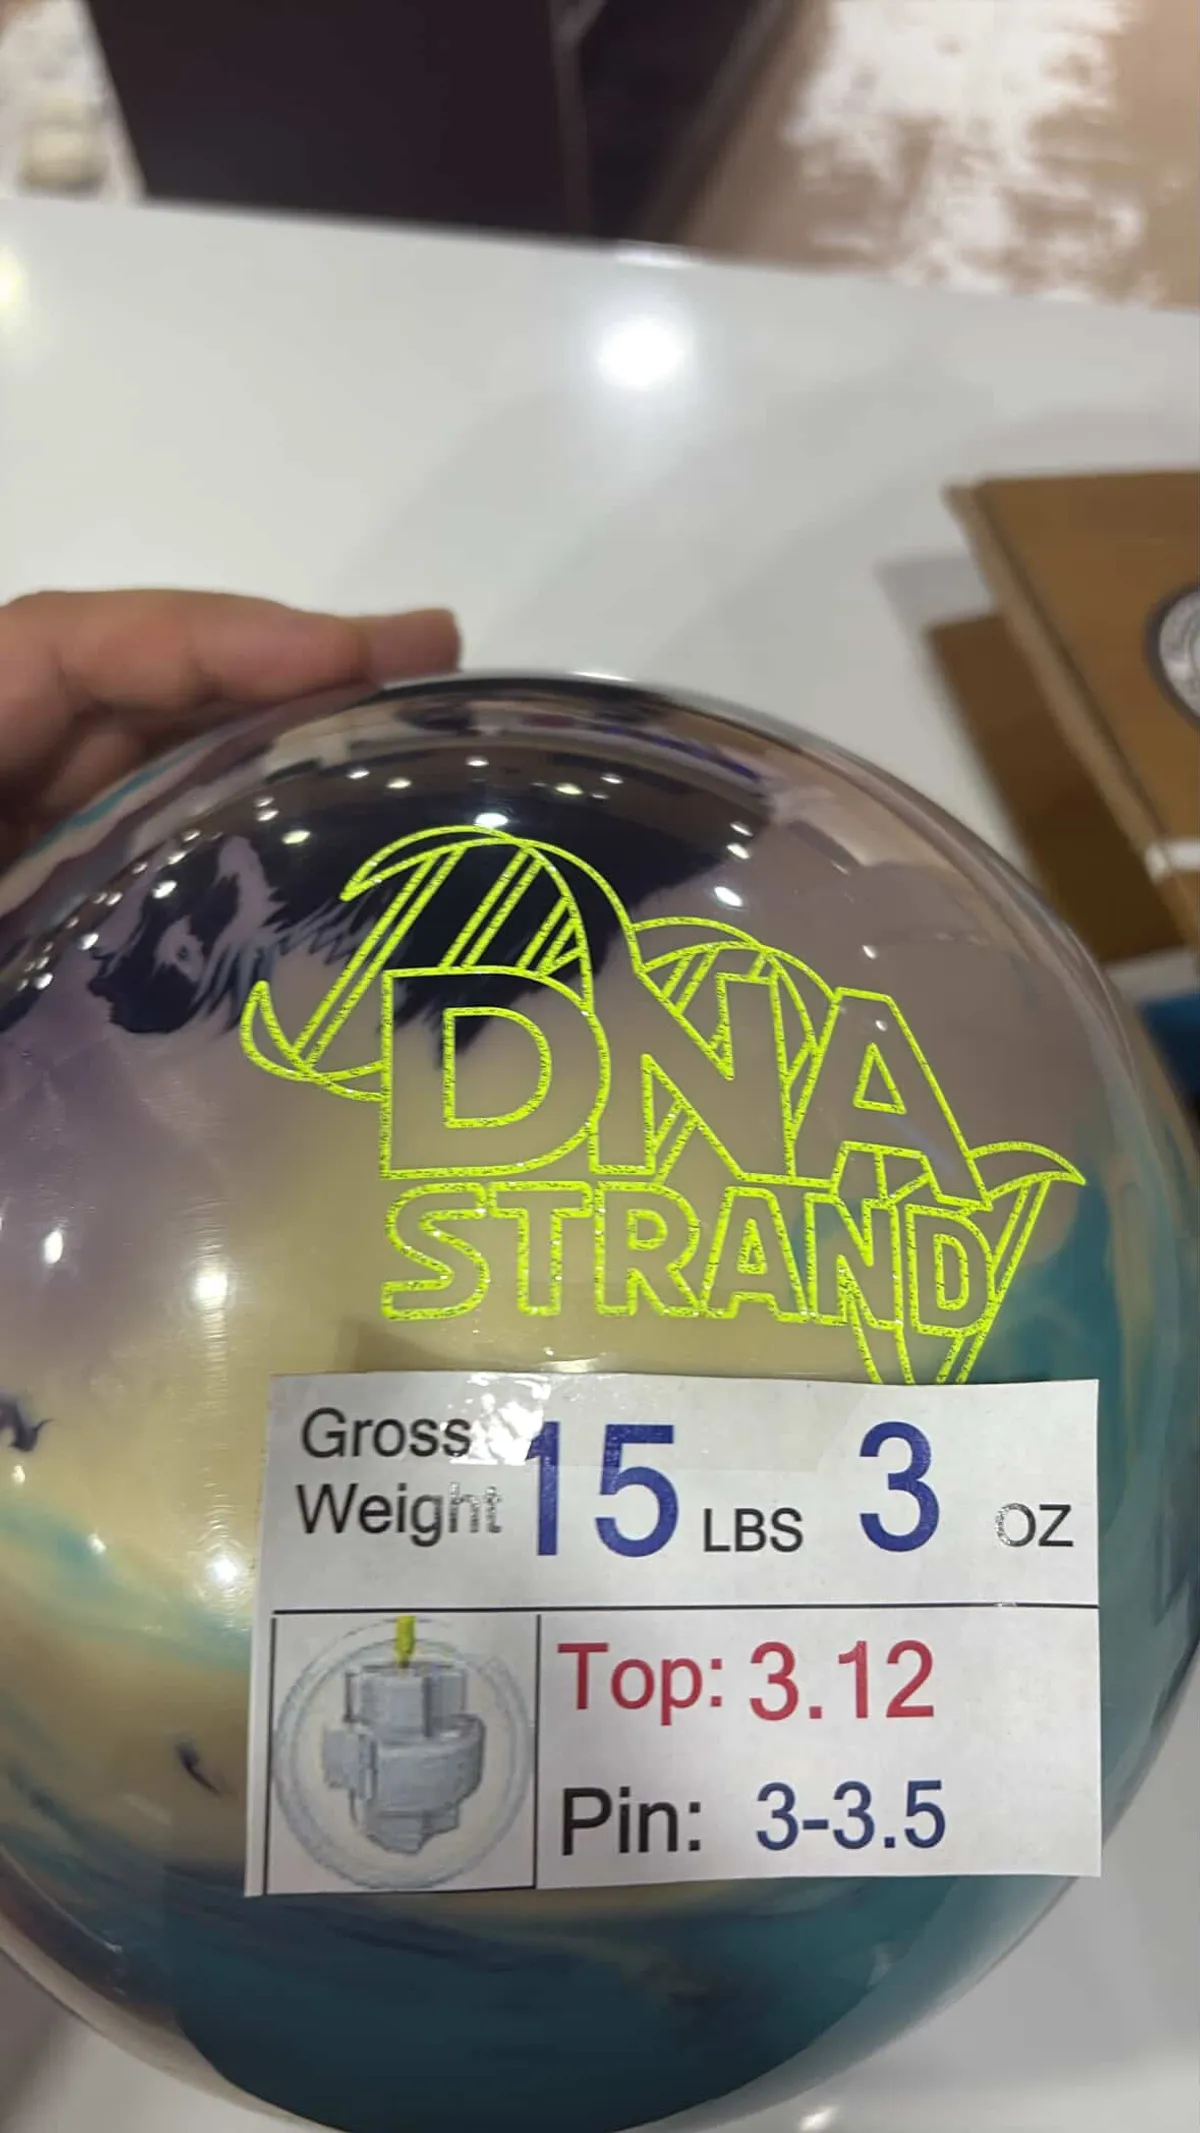 DNA
STRAND
Gross
Weight 15 LBS 3 OZ
Top: 3.12
Pin: 3-3.5